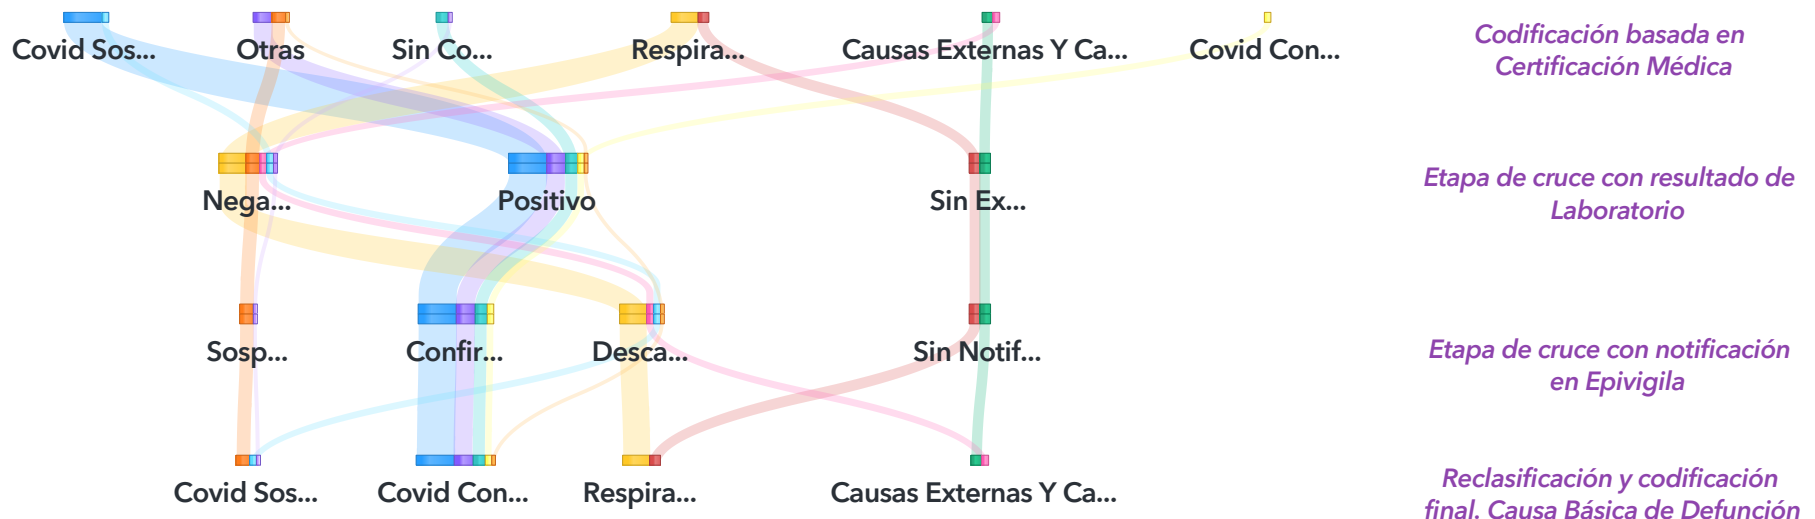 Covid Sos...
Otras
Sin Co...
Respira...
Causas Externas Y Ca...
Covid Con...
Codificación basada en
Certificación Médica
Nega...
Positivo
Sin Ex...
Etapa de cruce con resultado de
Laboratorio
Sosp...
Confir...
Desca...
Sin Notif...
Etapa de cruce con notificación
en Epivigila
Covid Sos...
Covid Con...
Respira...
Causas Externas Y Ca...
Reclasificación y codificación
final. Causa Básica de Defunción